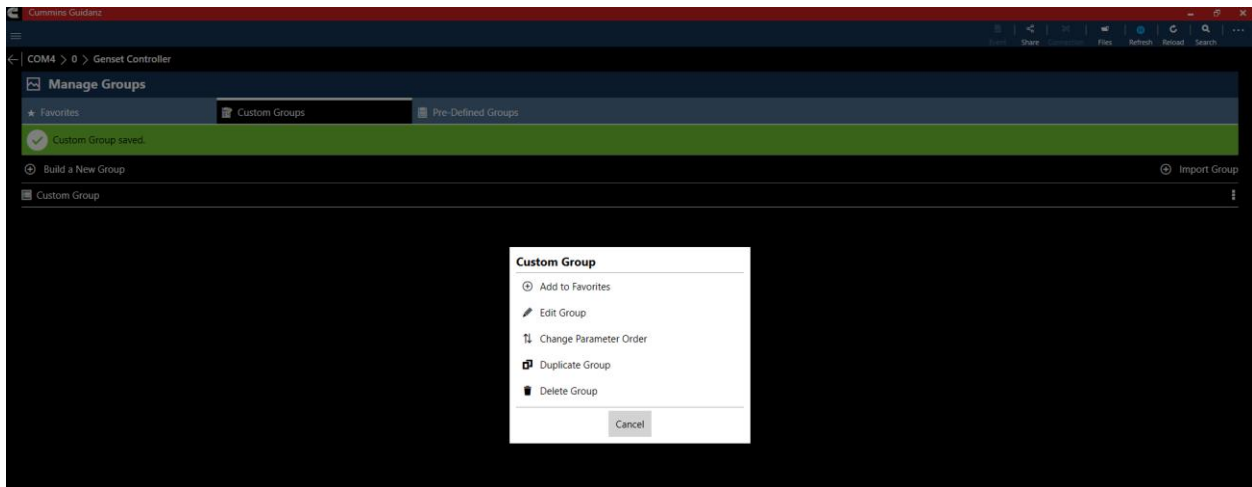 Cummins Guidanz
Event Share Connection Files Refresh Reload Search
COM4 > 0 > Genset Controller
Manage Groups
Favorites Custom Groups Pre-Defined Groups
Custom Group saved.
Build a New Group Import Group
Custom Group
Custom Group
Add to Favorites
Edit Group
Change Parameter Order
Duplicate Group
Delete Group
Cancel